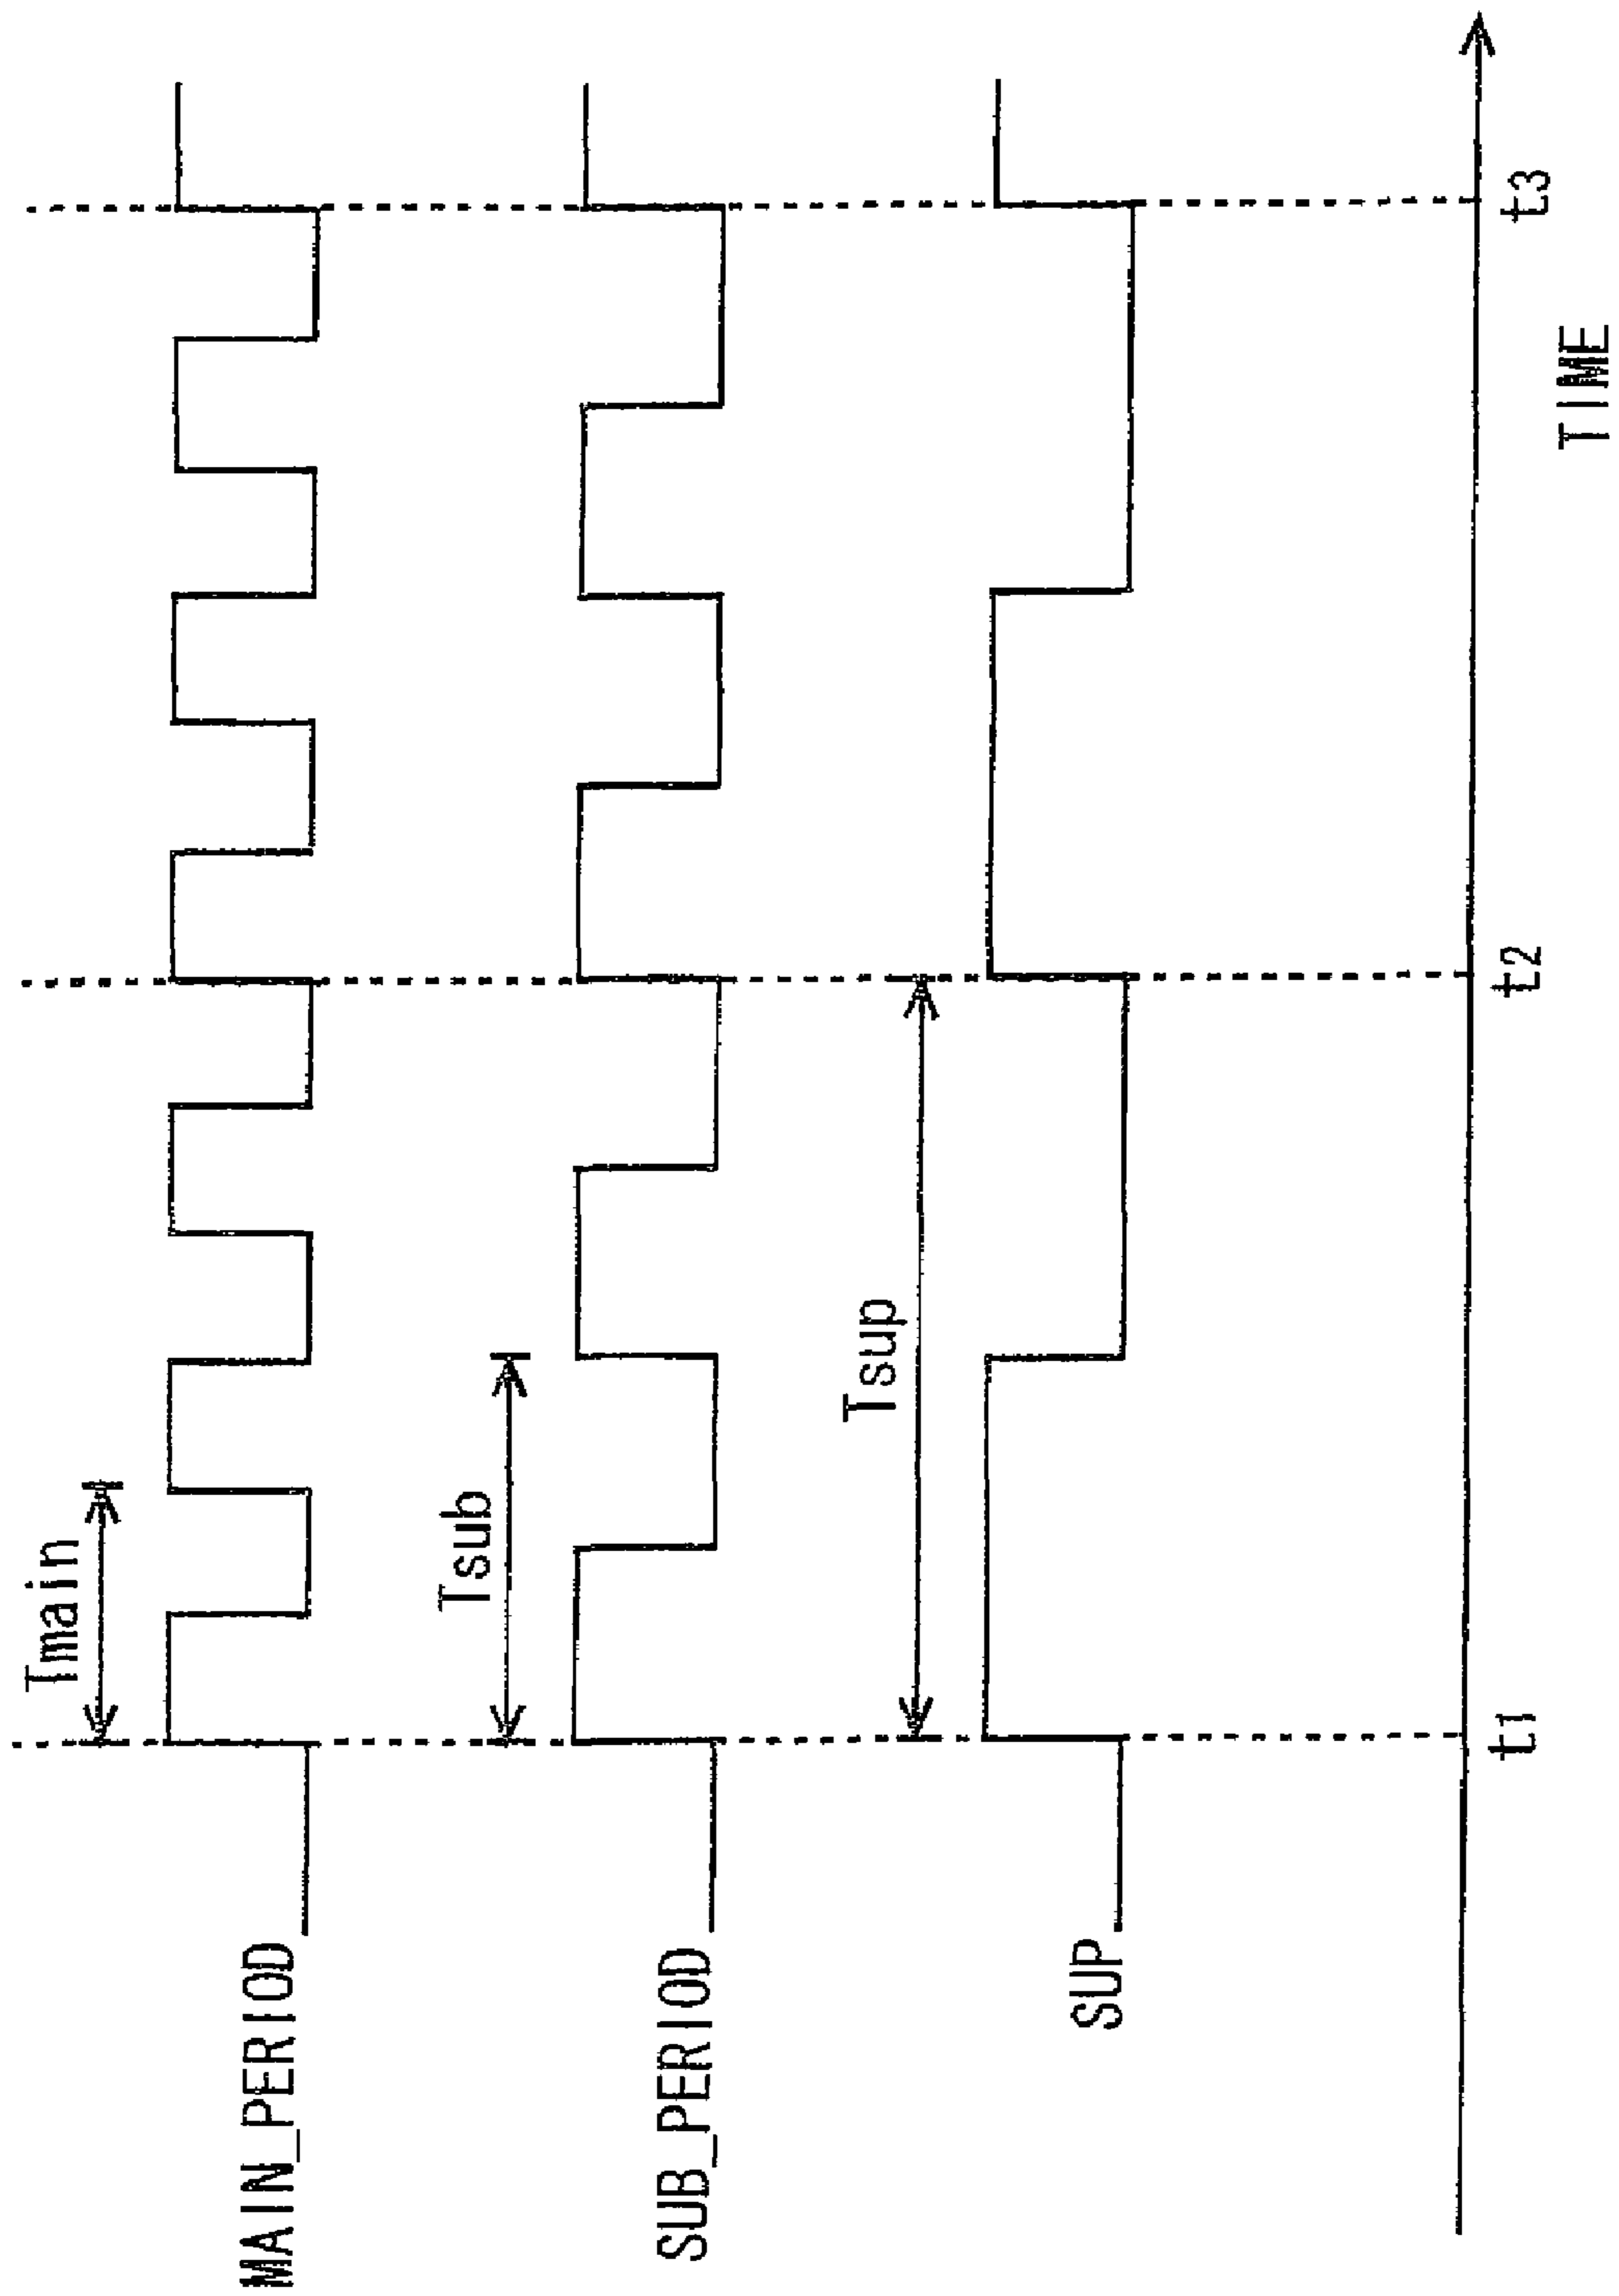 Tmain
MAIN_PERIOD
Tsub
SUB_PERIOD
Tsup
SUP
t1
t2
t3
TIME